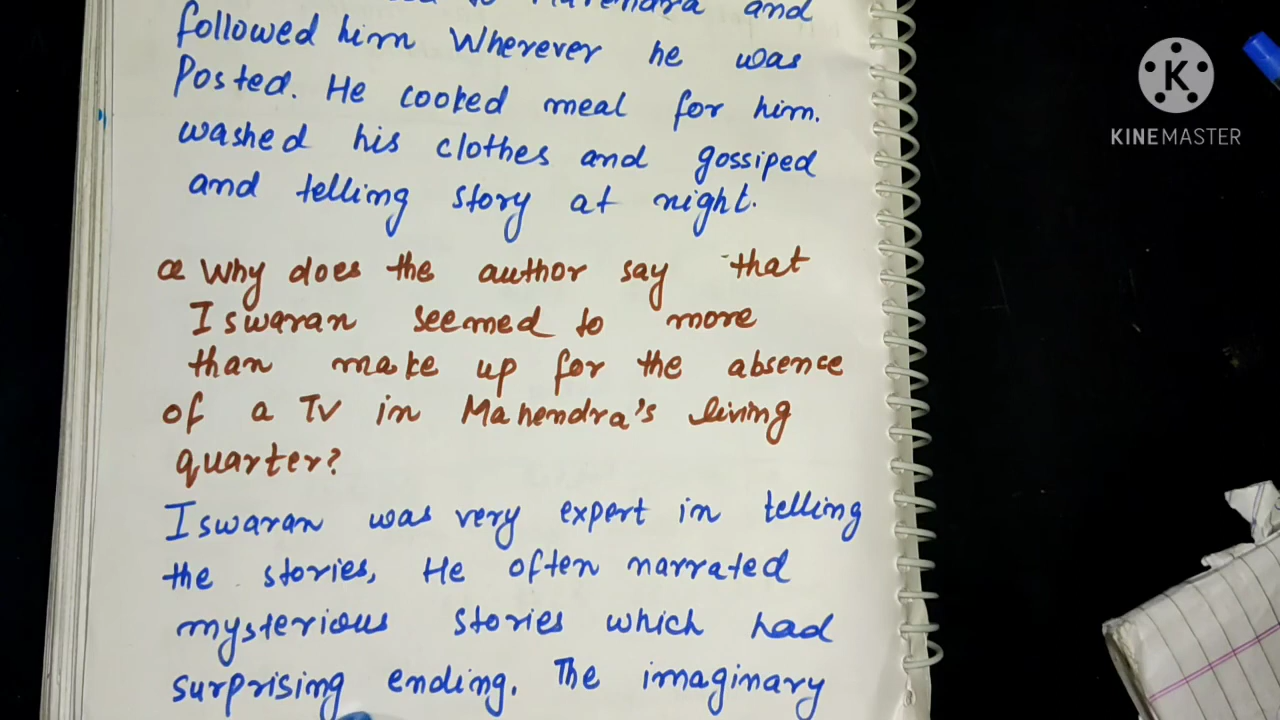 and
followed him Wherever he was
Posted. He cooked meal for him.
washed his clothes and gossiped
and telling story at night.
Q Why does the author say that
Iswaran seemed to more
than make up for the absence
of a TV in Mahendra's living
quarter?
Iswaran was very expert in telling
the stories, He often narrated
mysterious stories which had
surprising ending. The imaginary
K
KINEMASTER